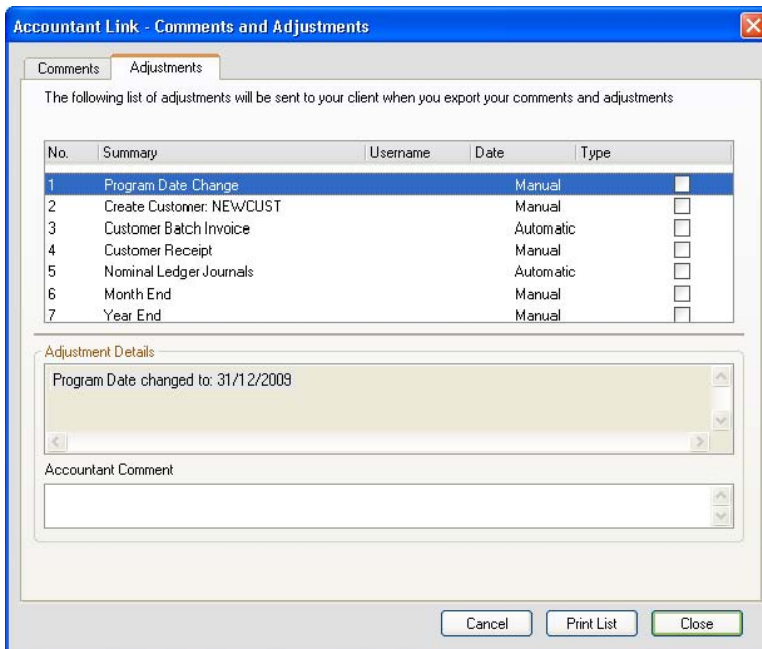 Accountant Link - Comments and Adjustments
Comments Adjustments
The following list of adjustments will be sent to your client when you export your comments and adjustments
No. Summary Username Date Type
1 Program Date Change Manual
2 Create Customer: NEWCUST Manual
3 Customer Batch Invoice Automatic
4 Customer Receipt Manual
5 Nominal Ledger Journals Automatic
6 Month End Manual
7 Year End Manual
Adjustment Details
Program Date changed to: 31/12/2009
Accountant Comment
Cancel Print List Close